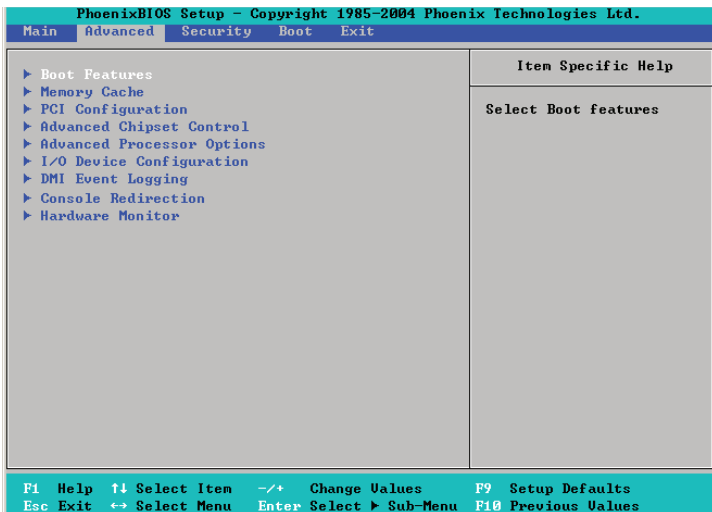 PhoenixBIOS Setup - Copyright 1985-2004 Phoenix Technologies Ltd.
Main Advanced Security Boot Exit
Item Specific Help
Select Boot features
▶ Boot Features
▶ Memory Cache
▶ PCI Configuration
▶ Advanced Chipset Control
▶ Advanced Processor Options
▶ I/O Device Configuration
▶ DMI Event Logging
▶ Console Redirection
▶ Hardware Monitor
F1 Help ↑↓ Select Item -/+ Change Values F9 Setup Defaults
Esc Exit ↔ Select Menu Enter Select ▶ Sub-Menu F10 Previous Values